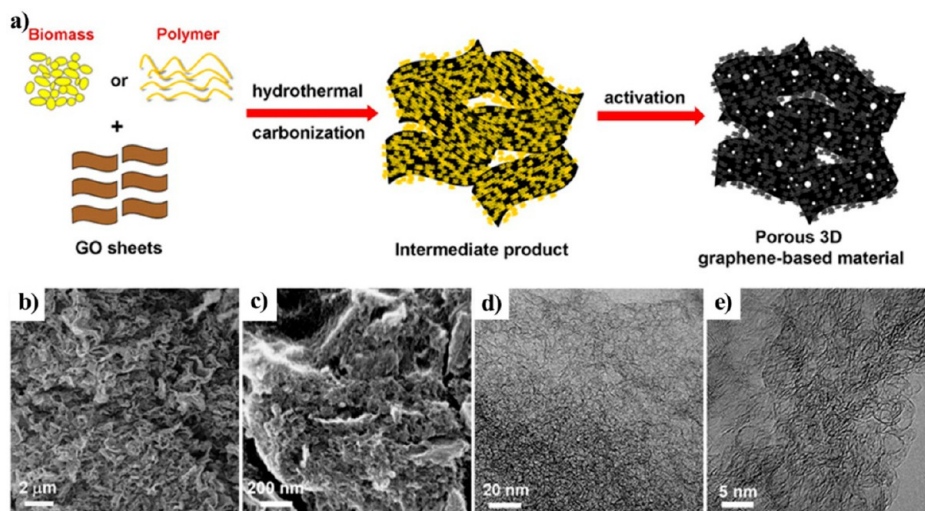 a)
Biomass
Polymer
or
+
GO sheets
hydrothermal
carbonization
Intermediate product
activation
Porous 3D
graphene-based material
b)
2 μm
c)
200 nm
d)
20 nm
e)
5 nm